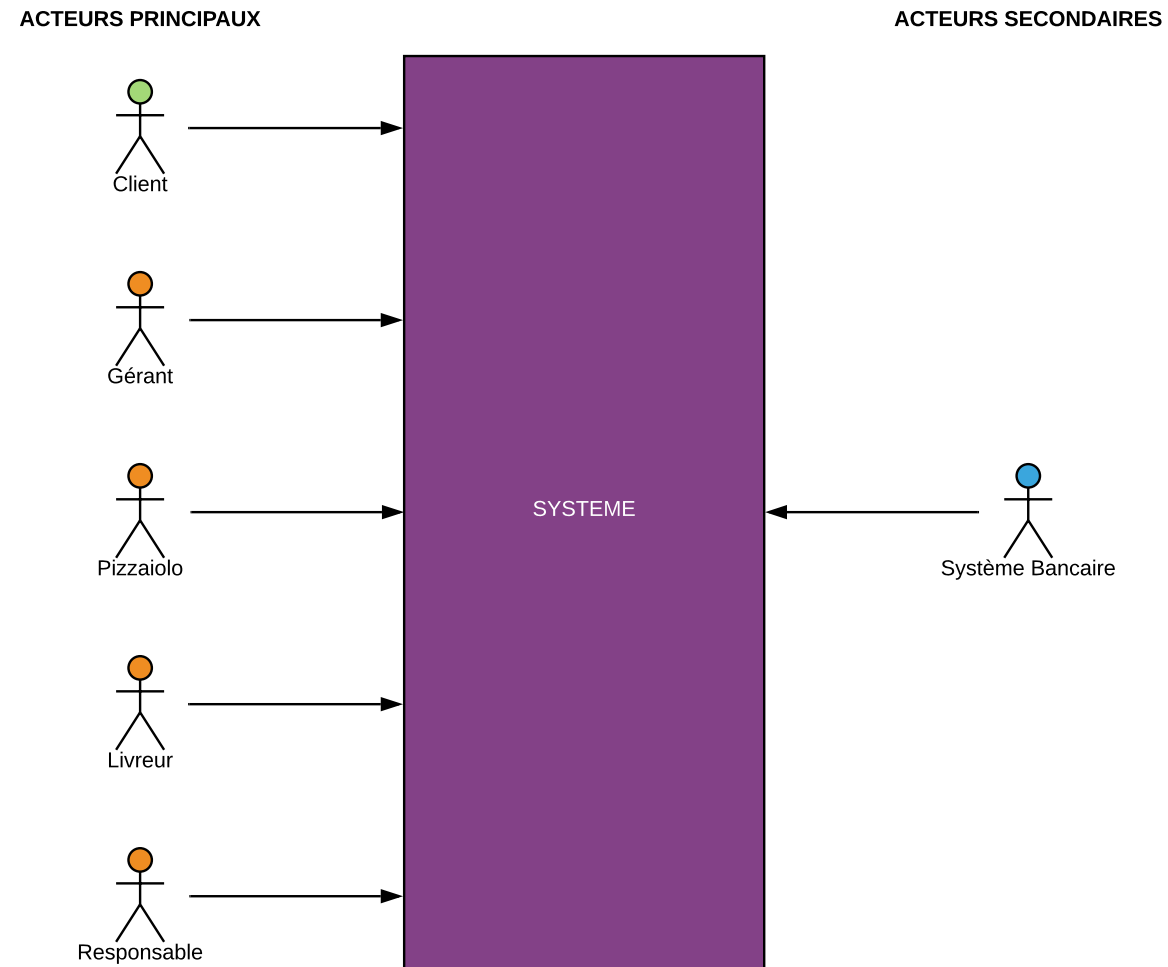 ACTEURS PRINCIPAUX
ACTEURS SECONDAIRES
Client
Gérant
Pizzaiolo
SYSTEME
Système Bancaire
Livreur
Responsable